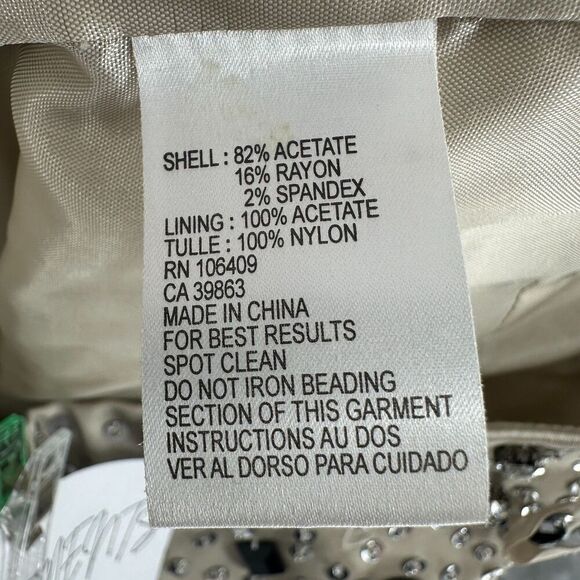 SHELL : 82% ACETATE
16% RAYON
2% SPANDEX
LINING : 100% ACETATE
TULLE : 100% NYLON
RN 106409
CA 39863
MADE IN CHINA
FOR BEST RESULTS
SPOT CLEAN
DO NOT IRON BEADING
SECTION OF THIS GARMENT
INSTRUCTIONS AU DOS
VER AL DORSO PARA CUIDADO